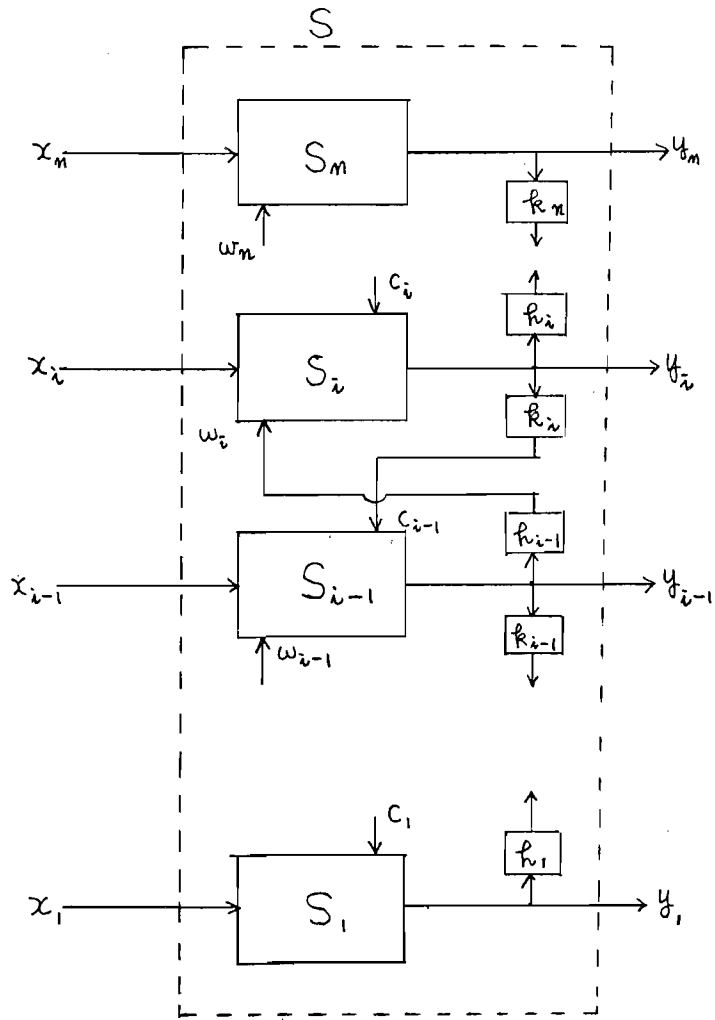 S
x_n S_n y_n
k_n
w_n
c_i
h_i
x_i S_i y_i
k_i
w_i
c_{i-1}
h_{i-1}
x_{i-1} S_{i-1} y_{i-1}
k_{i-1}
w_{i-1}
c_1
h_1
x_1 S_1 y_1